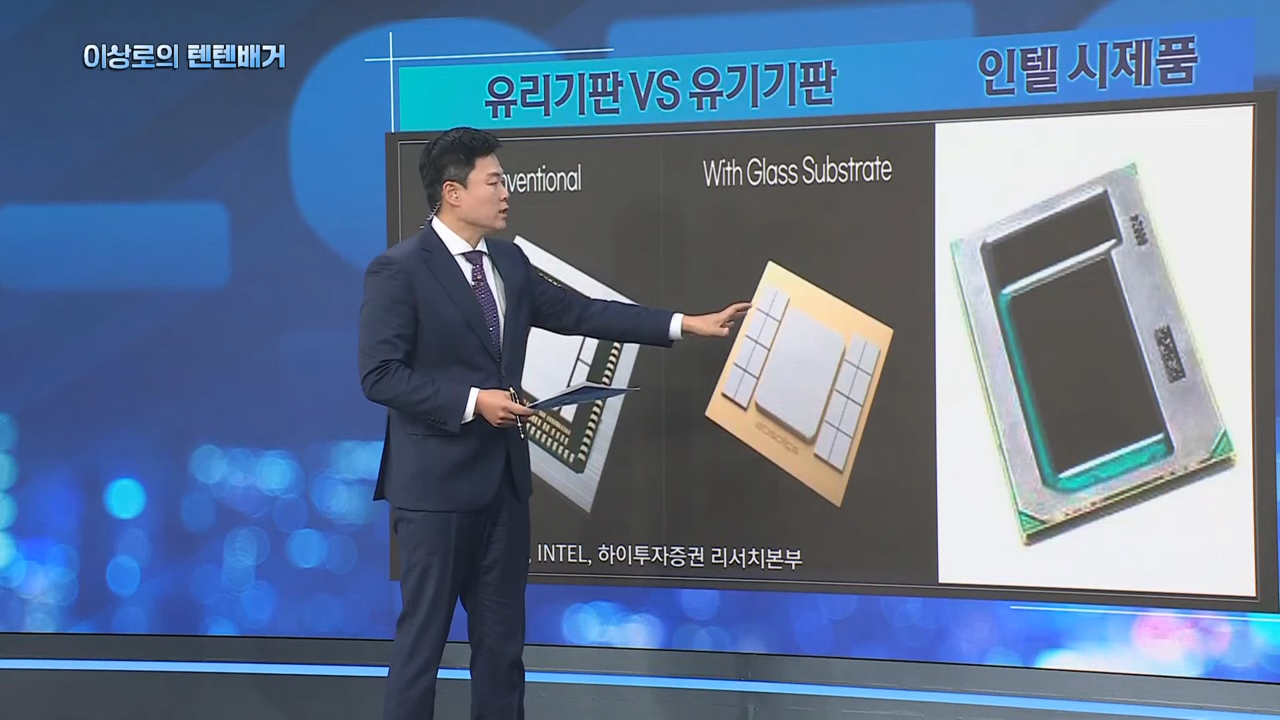 이상로의 텐텐배거
유리기판 VS 유기기판
인텔 시제품
With Glass Substrate
, INTEL, 하이투자증권 리서치본부